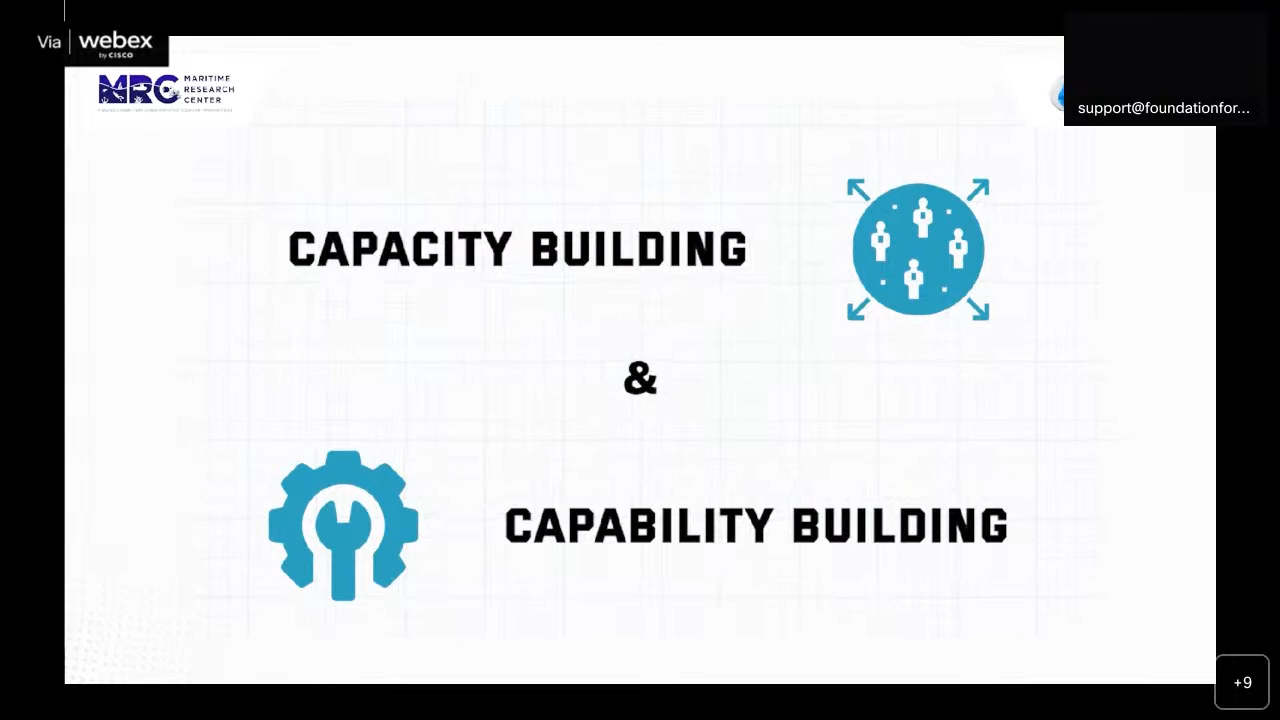 Via webex
by CISCO
MRC MARITIME
RESEARCH
CENTER
support@foundationfor...
CAPACITY BUILDING
&
CAPABILITY BUILDING
+9